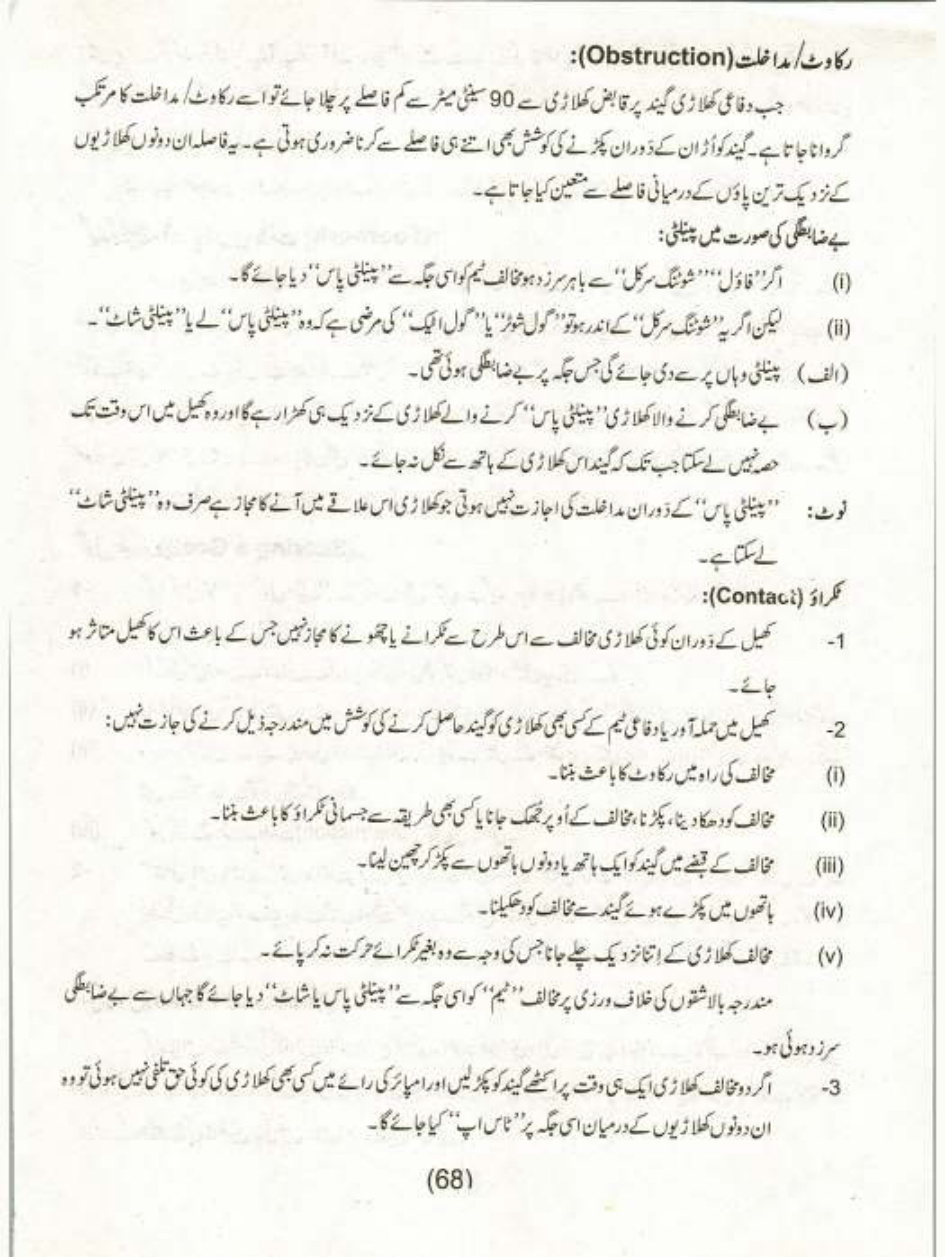 رکاوٹ/مداخلت (Obstruction):
جب دفاعی کھلاڑی گیند پر قابض کھلاڑی سے 90 سینٹی میٹر سے کم فاصلے پر چلا جائے تو اسے رکاوٹ/مداخلت کا مرتکب
گردانا جاتا ہے۔ گیند کو اُڑان کے دَوران پکڑنے کی کوشش بھی اتنے ہی فاصلے سے کرنا ضروری ہوتی ہے۔ یہ فاصلہ ان دونوں کھلاڑیوں
کے نزدیک ترین پاؤں کے درمیانی فاصلے سے متعین کیا جاتا ہے۔
بے ضابطگی کی صورت میں پینلٹی:
(i) اگر ''فاؤل'' ''شوٹنگ سرکل'' سے باہر سرزد ہو مخالف ٹیم کو اسی جگہ سے ''پینلٹی پاس'' دیا جائے گا۔
(ii) لیکن اگر یہ ''شوٹنگ سرکل'' کے اندر ہو تو ''گول شوٹر'' یا ''گول اٹیک'' کی مرضی ہے کہ وہ ''پینلٹی پاس'' لے یا ''پینلٹی شاٹ''۔
(الف) پینلٹی وہاں پر سے دی جائے گی جس جگہ پر بے ضابطگی ہوئی تھی۔
(ب) بے ضابطگی کرنے والا کھلاڑی ''پینلٹی پاس'' کرنے والے کھلاڑی کے نزدیک ہی کھڑا رہے گا اور وہ کھیل میں اس وقت تک
حصہ نہیں لے سکتا جب تک کہ گیند اس کھلاڑی کے ہاتھ سے نکل نہ جائے۔
نوٹ: ''پینلٹی پاس'' کے دَوران مداخلت کی اجازت نہیں ہوتی جو کھلاڑی اس علاقے میں آنے کا مجاز ہے صرف وہ ''پینلٹی شاٹ''
لے سکتا ہے۔
ٹکراؤ (Contact):
1- کھیل کے دَوران کوئی کھلاڑی مخالف سے اس طرح سے ٹکرانے یا چھونے کا مجاز نہیں جس کے باعث اس کا کھیل متاثر ہو
جائے۔
2- کھیل میں حملہ آور یا دفاعی ٹیم کے کسی بھی کھلاڑی کو گیند حاصل کرنے کی کوشش میں مندرجہ ذیل کرنے کی جازت نہیں:
(i) مخالف کی راہ میں رکاوٹ کا باعث بننا۔
(ii) مخالف کو دھکا دینا، پکڑنا، مخالف کے اُوپر جُھک جانا یا کسی بھی طریقہ سے جسمانی ٹکراؤ کا باعث بننا۔
(iii) مخالف کے قبضے میں گیند کو ایک ہاتھ یا دونوں ہاتھوں سے پکڑ کر چھین لینا۔
(iv) ہاتھوں میں پکڑے ہوئے گیند سے مخالف کو دھکیلنا۔
(v) مخالف کھلاڑی کے اِتنا نزدیک چلے جانا جس کی وجہ سے وہ بغیر ٹکرائے حرکت نہ کر پائے۔
مندرجہ بالا شقوں کی خلاف ورزی پر مخالف ''ٹیم'' کو اسی جگہ سے ''پینلٹی پاس یا شاٹ'' دیا جائے گا جہاں سے بے ضابطگی
سرزد ہوئی ہو۔
3- اگر دو مخالف کھلاڑی ایک ہی وقت پر اکٹھے گیند کو پکڑ لیں اور امپائر کی رائے میں کسی بھی کھلاڑی کی کوئی حق تلفی نہیں ہوئی تو وہ
ان دونوں کھلاڑیوں کے درمیان اسی جگہ پر ''ٹاس اپ'' کیا جائے گا۔
(68)